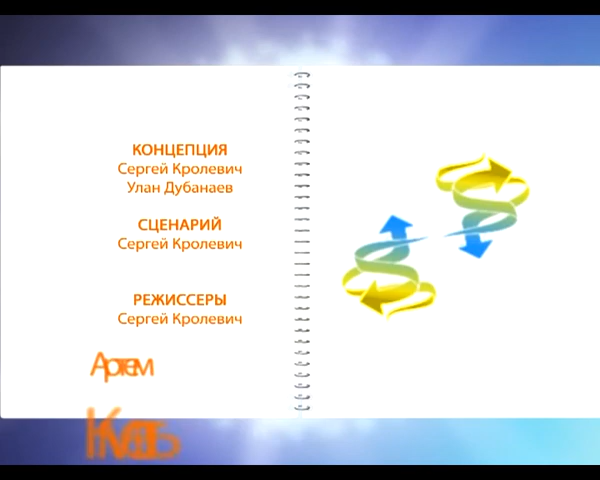 КОНЦЕПЦИЯ
Сергей Кролевич
Улан Дубанаев
СЦЕНАРИЙ
Сергей Кролевич
РЕЖИССЕРЫ
Сергей Кролевич
Артем